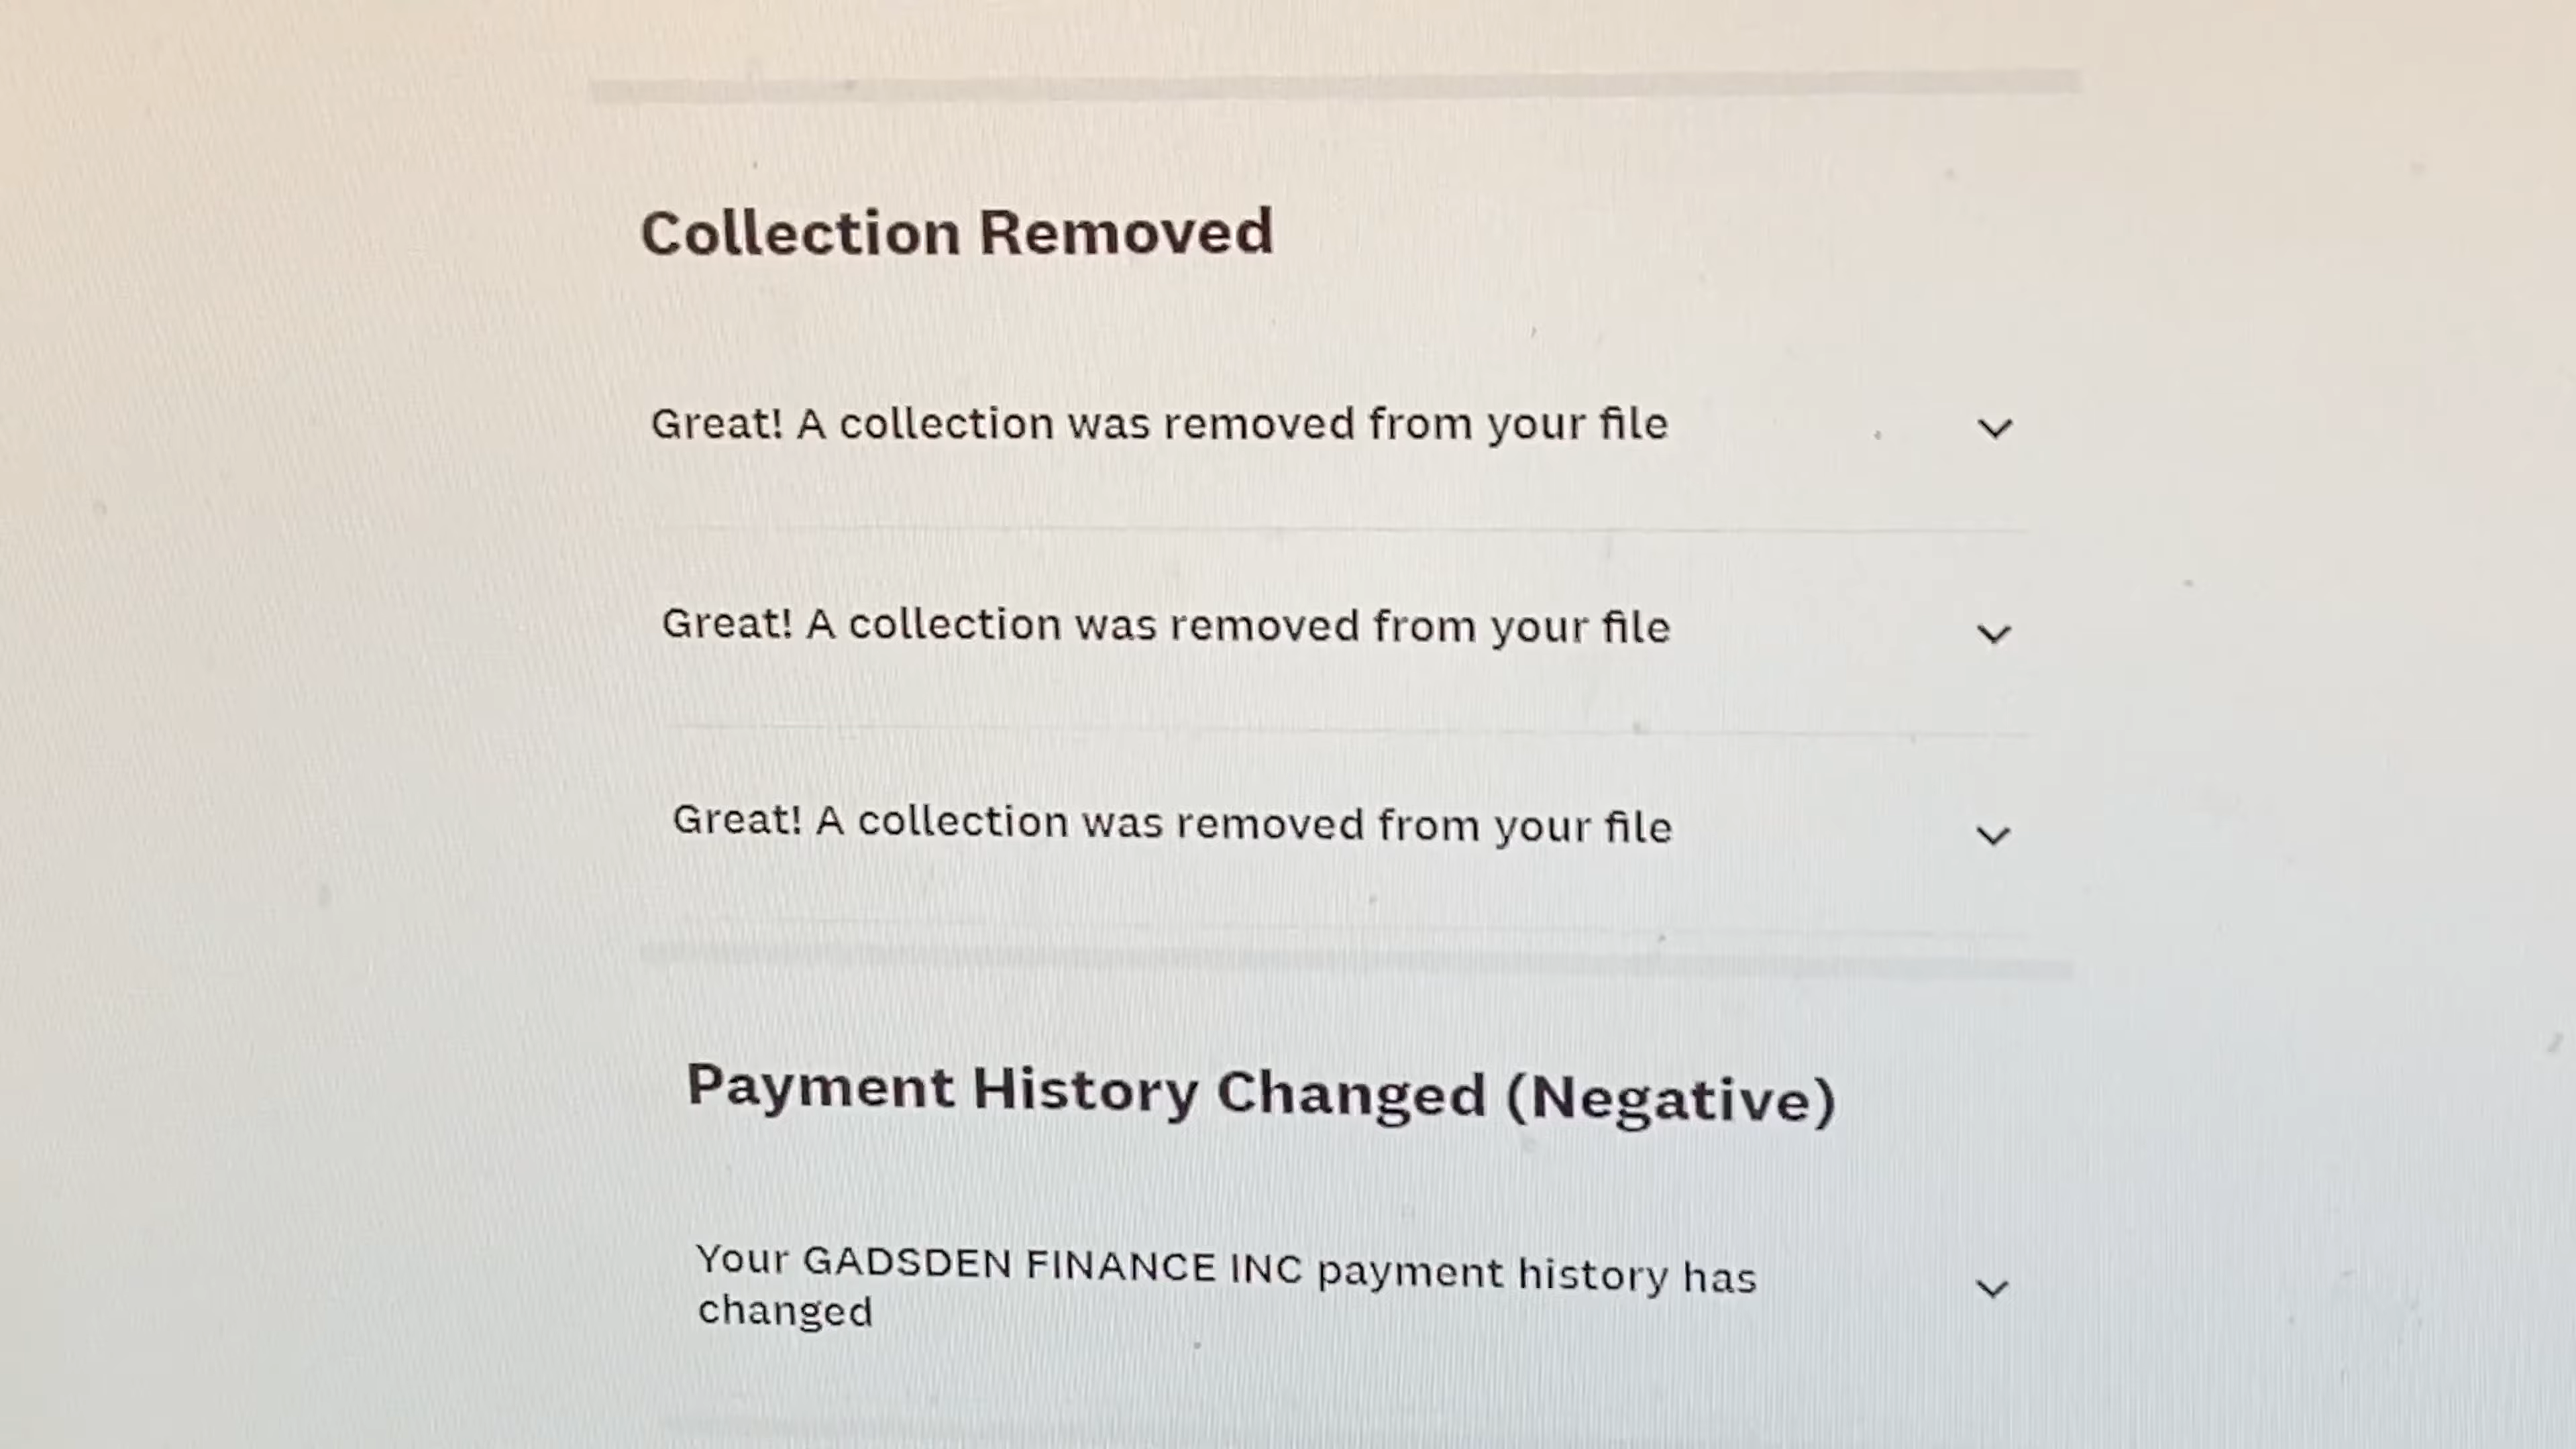 Collection Removed
Great! A collection was removed from your file
Great! A collection was removed from your file
Great! A collection was removed from your file
Payment History Changed (Negative)
Your GADSDEN FINANCE INC payment history has
changed